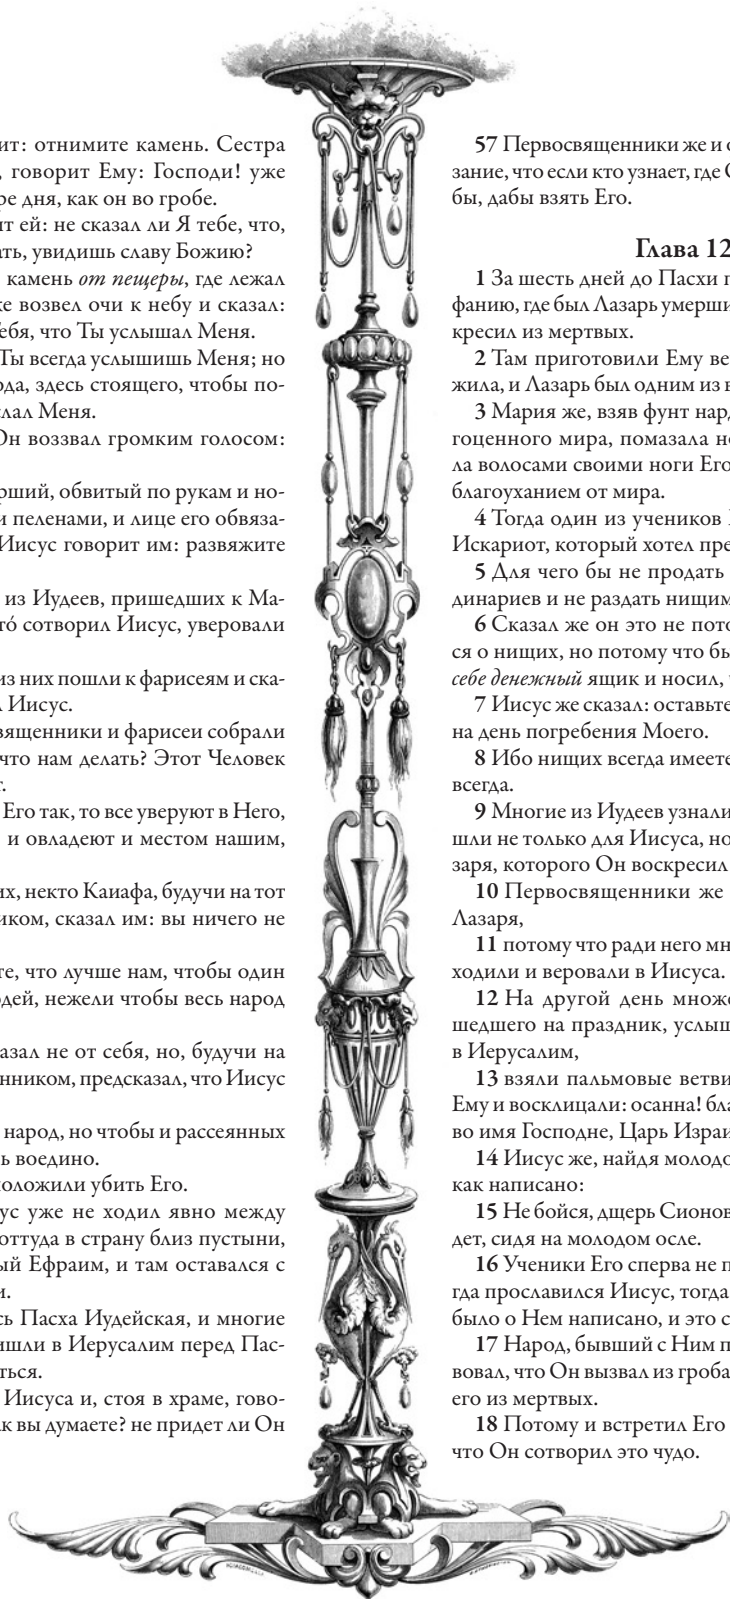 ит: отнимите камень. Сестра
, говорит Ему: Господи! уже
ре дня, как он во гробе.
ит ей: не сказал ли Я тебе, что,
ать, увидишь славу Божию?
камень от пещеры, где лежал
же возвел очи к небу и сказал:
Тебя, что Ты услышал Меня.
Ты всегда услышишь Меня; но
ода, здесь стоящего, чтобы по-
слал Меня.
Он воззвал громким голосом:
рший, обвитый по рукам и но-
и пеленами, и лице его обвяза-
Иисус говорит им: развяжите
из Иудеев, пришедших к Ма-
то́ сотворил Иисус, уверовали
из них пошли к фарисеям и ска-
л Иисус.
священники и фарисеи собрали
что нам делать? Этот Человек
т.
Его так, то все уверуют в Него,
и овладеют и местом нашим,
их, некто Каиафа, будучи на тот
иком, сказал им: вы ничего не
те, что лучше нам, чтобы один
юдей, нежели чтобы весь народ
азал не от себя, но, будучи на
нником, предсказал, что Иисус
народ, но чтобы и рассеянных
ь воедино.
положили убить Его.
ус уже не ходил явно между
оттуда в страну близ пустыни,
ый Ефраим, и там оставался с
и.
сь Пасха Иудейская, и многие
ишли в Иерусалим перед Пас-
ться.
Иисуса и, стоя в храме, гово-
ак вы думаете? не придет ли Он
57 Первосвященники же и ф
зание, что если кто узнает, где О
бы, дабы взять Его.
Глава 12
1 За шесть дней до Пасхи п
фанию, где был Лазарь умерши
кресил из мертвых.
2 Там приготовили Ему ве
жила, и Лазарь был одним из в
3 Мария же, взяв фунт нард
гоценного мира, помазала но
ла волосами своими ноги Его
благоуханием от мира.
4 Тогда один из учеников
Искариот, который хотел пре
5 Для чего бы не продать
динариев и не раздать нищим
6 Сказал же он это не пото
ся о нищих, но потому что бы
себе денежный ящик и носил,
7 Иисус же сказал: оставьте
на день погребения Моего.
8 Ибо нищих всегда имеете
всегда.
9 Многие из Иудеев узнали
шли не только для Иисуса, но
заря, которого Он воскресил
10 Первосвященники же
Лазаря,
11 потому что ради него мн
ходили и веровали в Иисуса.
12 На другой день множе
шедшего на праздник, услыш
в Иерусалим,
13 взяли пальмовые ветви
Ему и восклицали: осанна! бла
во имя Господне, Царь Израи
14 Иисус же, найдя молодо
как написано:
15 Не бойся, дщерь Сионов
дет, сидя на молодом осле.
16 Ученики Его сперва не п
гда прославился Иисус, тогда
было о Нем написано, и это с
17 Народ, бывший с Ним п
вовал, что Он вызвал из гроба
его из мертвых.
18 Потому и встретил Его
что Он сотворил это чудо.